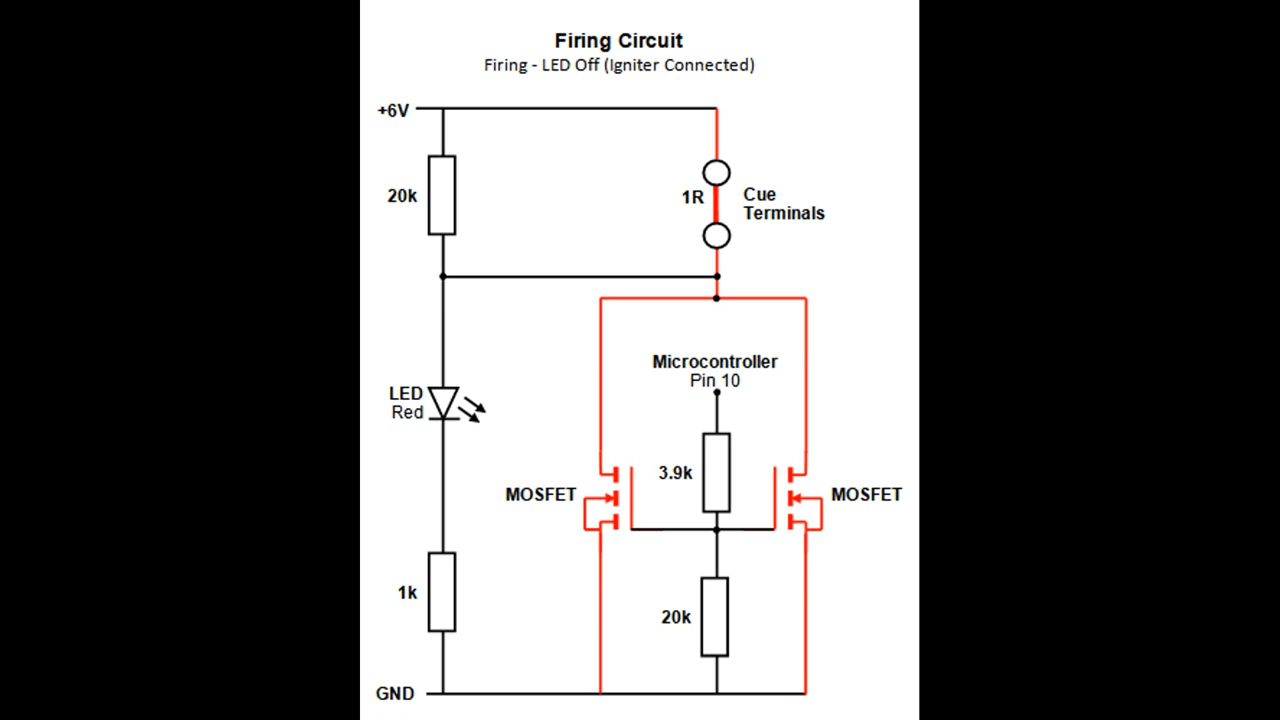 Firing Circuit
Firing - LED Off (Igniter Connected)
+6V
20k
1R
Cue
Terminals
Microcontroller
Pin 10
LED
Red
3.9k
MOSFET
MOSFET
1k
20k
GND